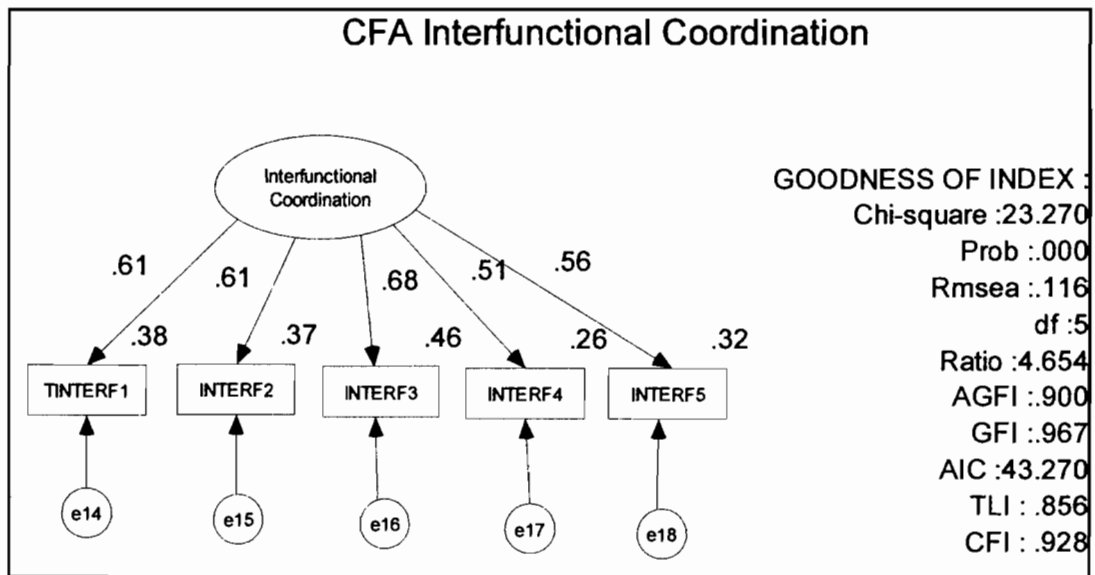 CFA Interfunctional Coordination
Interfunctional
Coordination
.61
.61
.68
.51
.56
.38
.37
.46
.26
.32
TINTERF1
INTERF2
INTERF3
INTERF4
INTERF5
e14
e15
e16
e17
e18
GOODNESS OF INDEX :
Chi-square :23.270
Prob :.000
Rmsea :.116
df :5
Ratio :4.654
AGFI :.900
GFI :.967
AIC :43.270
TLI : .856
CFI : .928